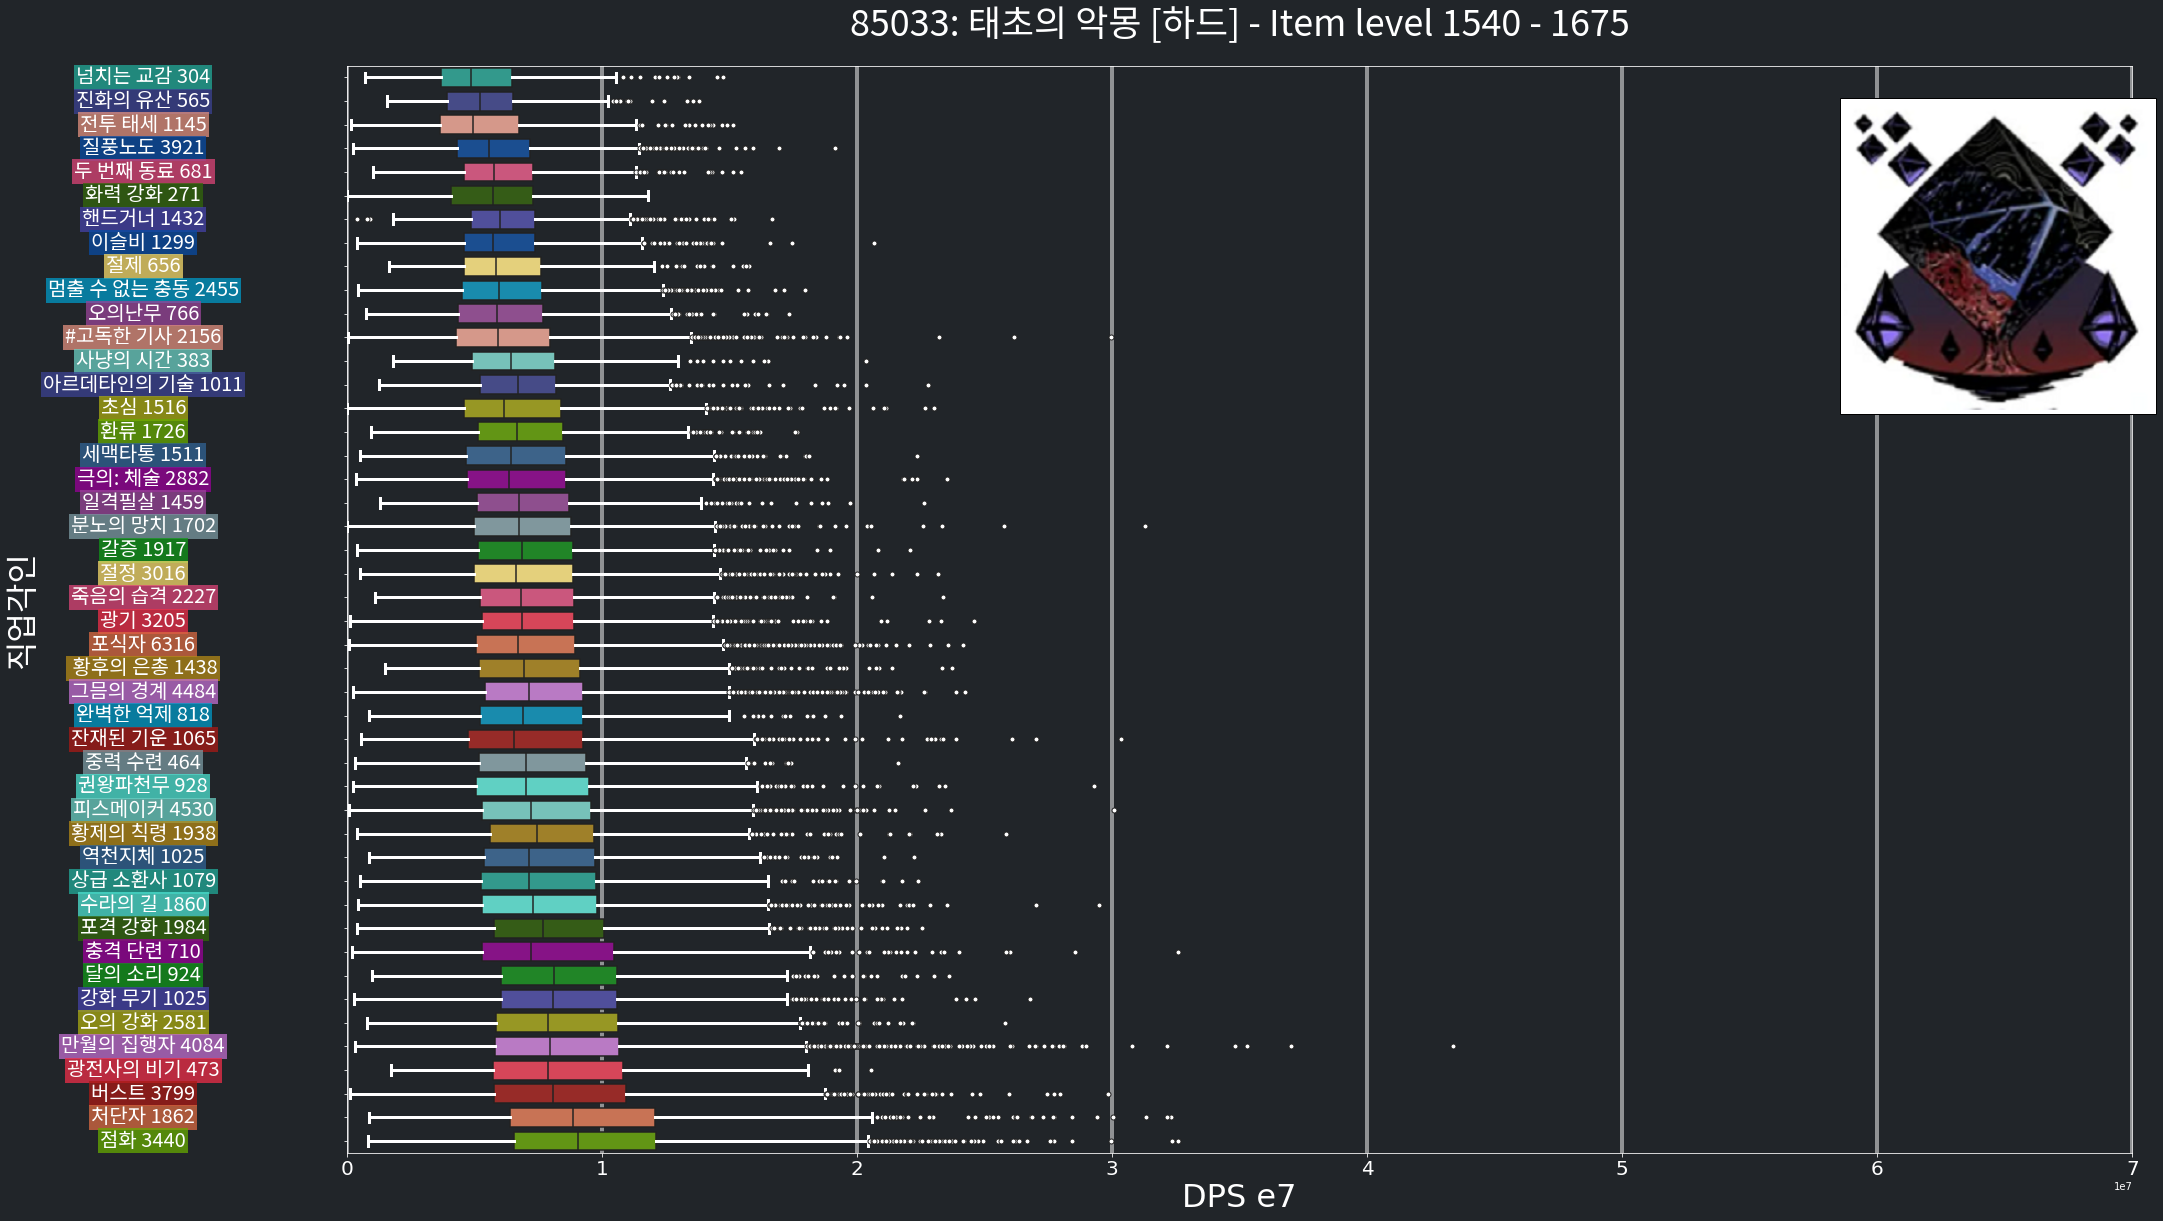 85033: 태초의 악몽 [하드] - Item level 1540 - 1675
직업각인
넘치는 교감 304
진화의 유산 565
전투 태세 1145
질풍노도 3921
두 번째 동료 681
화력 강화 271
핸드거너 1432
이슬비 1299
절제 656
멈출 수 없는 충동 2455
오의난무 766
#고독한 기사 2156
사냥의 시간 383
아르데타인의 기술 1011
초심 1516
환류 1726
세맥타통 1511
극의: 체술 2882
일격필살 1459
분노의 망치 1702
갈증 1917
절정 3016
죽음의 습격 2227
광기 3205
포식자 6316
황후의 은총 1438
그믐의 경계 4484
완벽한 억제 818
잔재된 기운 1065
중력 수련 464
권왕파천무 928
피스메이커 4530
황제의 칙령 1938
역천지체 1025
상급 소환사 1079
수라의 길 1860
포격 강화 1984
충격 단련 710
달의 소리 924
강화 무기 1025
오의 강화 2581
만월의 집행자 4084
광전사의 비기 473
버스트 3799
처단자 1862
점화 3440
0 1 2 3 4 5 6 7
1e7
DPS e7